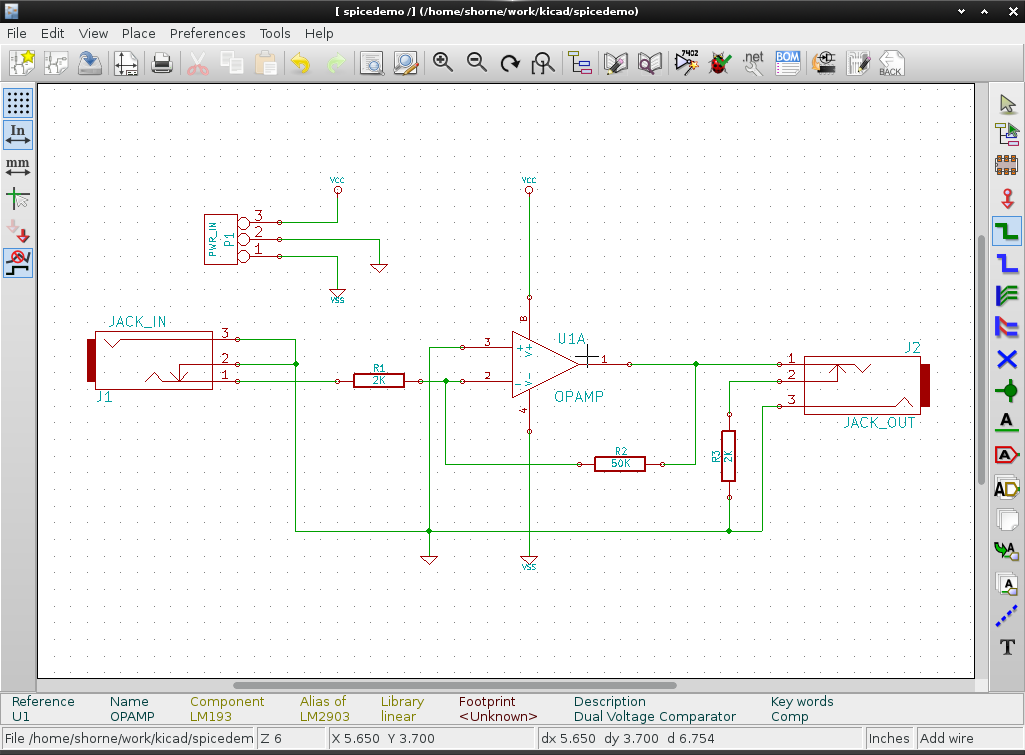 [ spicedemo /] (/home/shorne/work/kicad/spicedemo)
File Edit View Place Preferences Tools Help
7402
.net
BOM
BACK
In
mm
VCC
VCC
PWR_IN
P1
3
2
1
VSS
JACK_IN
3
2
1
J1
R1
2K
8
3
2
+
-
V+
V-
U1A
1
OPAMP
4
R2
50K
J2
1
2
3
JACK_OUT
R3
2K
VSS
A
A
A
A
A
T
Reference Name Component Alias of Library Footprint Description Key words
U1 OPAMP LM193 LM2903 linear <Unknown> Dual Voltage Comparator Comp
File /home/shorne/work/kicad/spicedem Z 6 X 5.650 Y 3.700 dx 5.650 dy 3.700 d 6.754 Inches Add wire